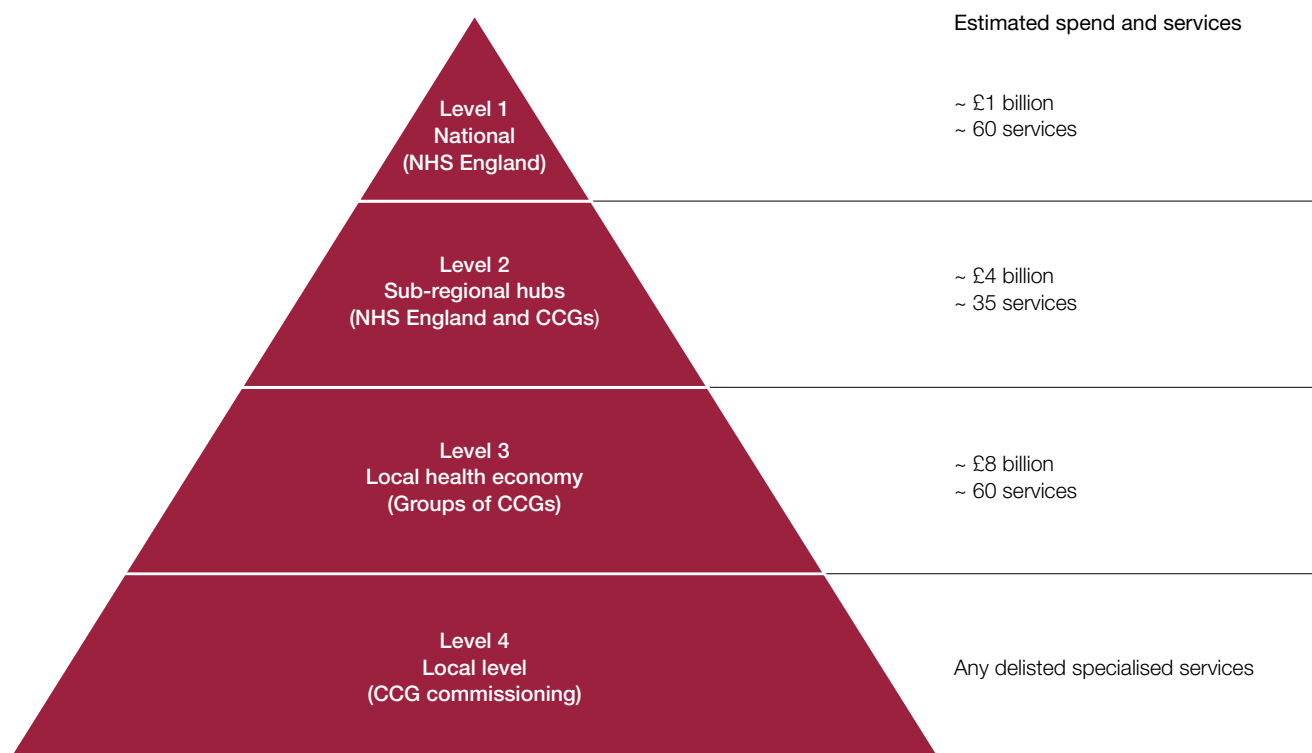 Estimated spend and services
Level 1
National
(NHS England)
~ £1 billion
~ 60 services
Level 2
Sub-regional hubs
(NHS England and CCGs)
~ £4 billion
~ 35 services
Level 3
Local health economy
(Groups of CCGs)
~ £8 billion
~ 60 services
Level 4
Local level
(CCG commissioning)
Any delisted specialised services